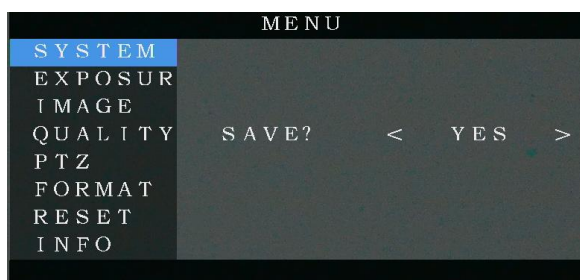 MENU
SYSTEM
EXPOSUR
IMAGE
QUALITY SAVE? < YES >
PTZ
FORMAT
RESET
INFO